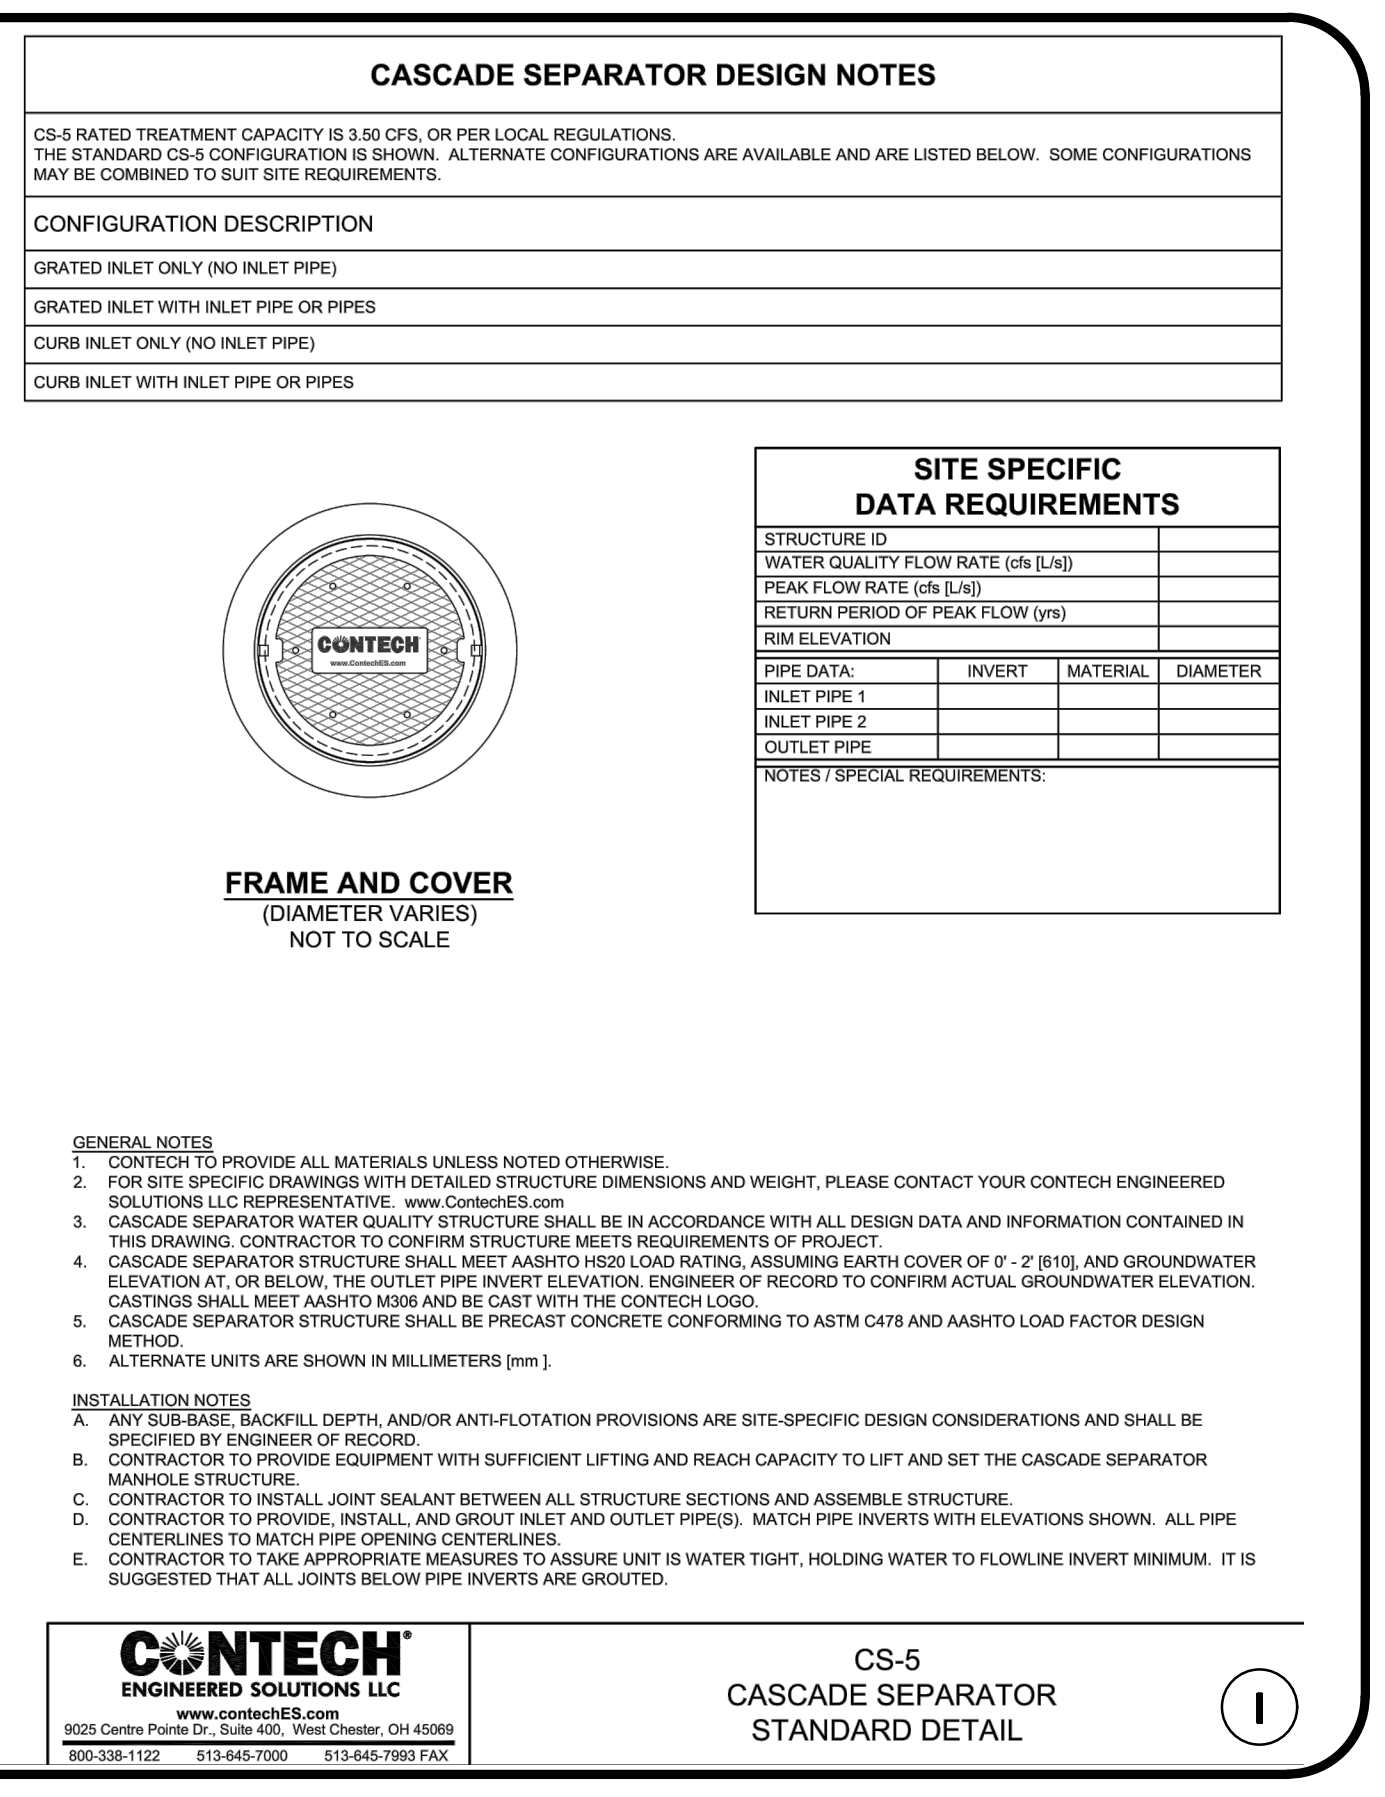 CASCADE SEPARATOR DESIGN NOTES
CS-5 RATED TREATMENT CAPACITY IS 3.50 CFS, OR PER LOCAL REGULATIONS.
THE STANDARD CS-5 CONFIGURATION IS SHOWN. ALTERNATE CONFIGURATIONS ARE AVAILABLE AND ARE LISTED BELOW. SOME CONFIGURATIONS
MAY BE COMBINED TO SUIT SITE REQUIREMENTS.
CONFIGURATION DESCRIPTION
GRATED INLET ONLY (NO INLET PIPE)
GRATED INLET WITH INLET PIPE OR PIPES
CURB INLET ONLY (NO INLET PIPE)
CURB INLET WITH INLET PIPE OR PIPES
CONTECH
www.ContechES.com
FRAME AND COVER
(DIAMETER VARIES)
NOT TO SCALE
SITE SPECIFIC
DATA REQUIREMENTS
STRUCTURE ID
WATER QUALITY FLOW RATE (cfs [L/s])
PEAK FLOW RATE (cfs [L/s])
RETURN PERIOD OF PEAK FLOW (yrs)
RIM ELEVATION
PIPE DATA: INVERT MATERIAL DIAMETER
INLET PIPE 1
INLET PIPE 2
OUTLET PIPE
NOTES / SPECIAL REQUIREMENTS:
GENERAL NOTES
1. CONTECH TO PROVIDE ALL MATERIALS UNLESS NOTED OTHERWISE.
2. FOR SITE SPECIFIC DRAWINGS WITH DETAILED STRUCTURE DIMENSIONS AND WEIGHT, PLEASE CONTACT YOUR CONTECH ENGINEERED
SOLUTIONS LLC REPRESENTATIVE. www.ContechES.com
3. CASCADE SEPARATOR WATER QUALITY STRUCTURE SHALL BE IN ACCORDANCE WITH ALL DESIGN DATA AND INFORMATION CONTAINED IN
THIS DRAWING. CONTRACTOR TO CONFIRM STRUCTURE MEETS REQUIREMENTS OF PROJECT.
4. CASCADE SEPARATOR STRUCTURE SHALL MEET AASHTO HS20 LOAD RATING, ASSUMING EARTH COVER OF 0' - 2' [610], AND GROUNDWATER
ELEVATION AT, OR BELOW, THE OUTLET PIPE INVERT ELEVATION. ENGINEER OF RECORD TO CONFIRM ACTUAL GROUNDWATER ELEVATION.
CASTINGS SHALL MEET AASHTO M306 AND BE CAST WITH THE CONTECH LOGO.
5. CASCADE SEPARATOR STRUCTURE SHALL BE PRECAST CONCRETE CONFORMING TO ASTM C478 AND AASHTO LOAD FACTOR DESIGN
METHOD.
6. ALTERNATE UNITS ARE SHOWN IN MILLIMETERS [mm ].
INSTALLATION NOTES
A. ANY SUB-BASE, BACKFILL DEPTH, AND/OR ANTI-FLOTATION PROVISIONS ARE SITE-SPECIFIC DESIGN CONSIDERATIONS AND SHALL BE
SPECIFIED BY ENGINEER OF RECORD.
B. CONTRACTOR TO PROVIDE EQUIPMENT WITH SUFFICIENT LIFTING AND REACH CAPACITY TO LIFT AND SET THE CASCADE SEPARATOR
MANHOLE STRUCTURE.
C. CONTRACTOR TO INSTALL JOINT SEALANT BETWEEN ALL STRUCTURE SECTIONS AND ASSEMBLE STRUCTURE.
D. CONTRACTOR TO PROVIDE, INSTALL, AND GROUT INLET AND OUTLET PIPE(S). MATCH PIPE INVERTS WITH ELEVATIONS SHOWN. ALL PIPE
CENTERLINES TO MATCH PIPE OPENING CENTERLINES.
E. CONTRACTOR TO TAKE APPROPRIATE MEASURES TO ASSURE UNIT IS WATER TIGHT, HOLDING WATER TO FLOWLINE INVERT MINIMUM. IT IS
SUGGESTED THAT ALL JOINTS BELOW PIPE INVERTS ARE GROUTED.
CONTECH®
ENGINEERED SOLUTIONS LLC
www.contechES.com
9025 Centre Pointe Dr., Suite 400, West Chester, OH 45069
800-338-1122 513-645-7000 513-645-7993 FAX
CS-5
CASCADE SEPARATOR
STANDARD DETAIL
I